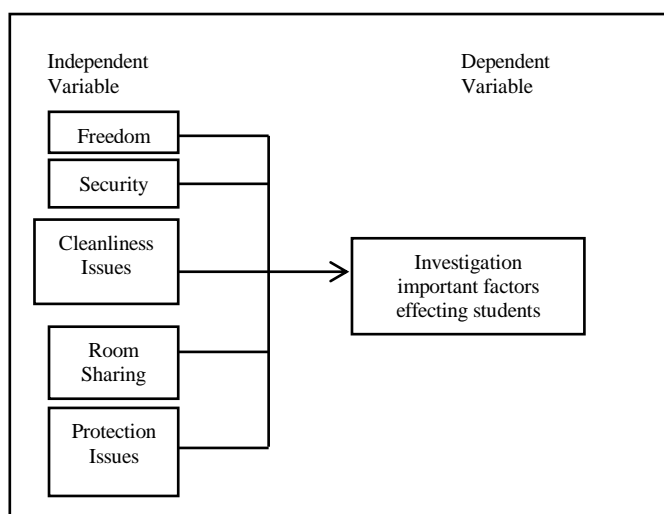 Independent
Variable
Dependent
Variable
Freedom
Security
Cleanliness
Issues
Room
Sharing
Protection
Issues
Investigation
important factors
effecting students